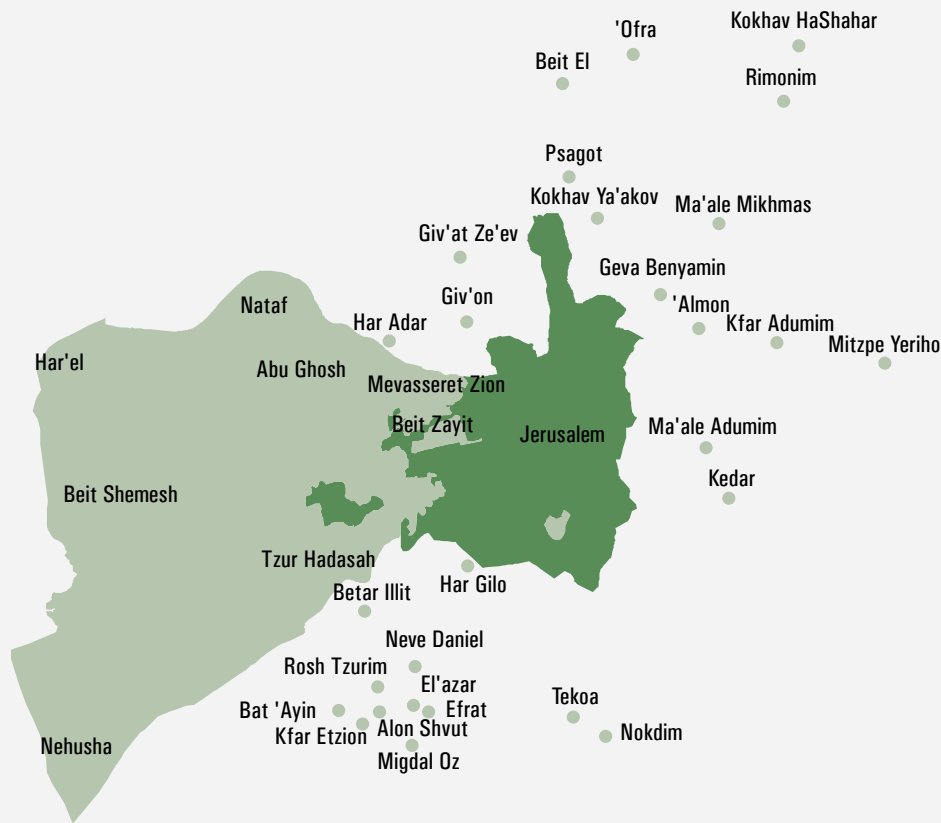 Kokhav HaShahar
'Ofra
Beit El
Rimonim
Psagot
Kokhav Ya'akov
Ma'ale Mikhmas
Giv'at Ze'ev
Geva Benyamin
Giv'on
'Almon
Nataf
Har Adar
Kfar Adumim
Mitzpe Yeriho
Har'el
Abu Ghosh
Mevasseret Zion
Beit Zayit
Jerusalem
Ma'ale Adumim
Kedar
Beit Shemesh
Tzur Hadasah
Har Gilo
Betar Illit
Neve Daniel
Rosh Tzurim
El'azar
Tekoa
Bat 'Ayin
Efrat
Alon Shvut
Kfar Etzion
Nokdim
Nehusha
Migdal Oz